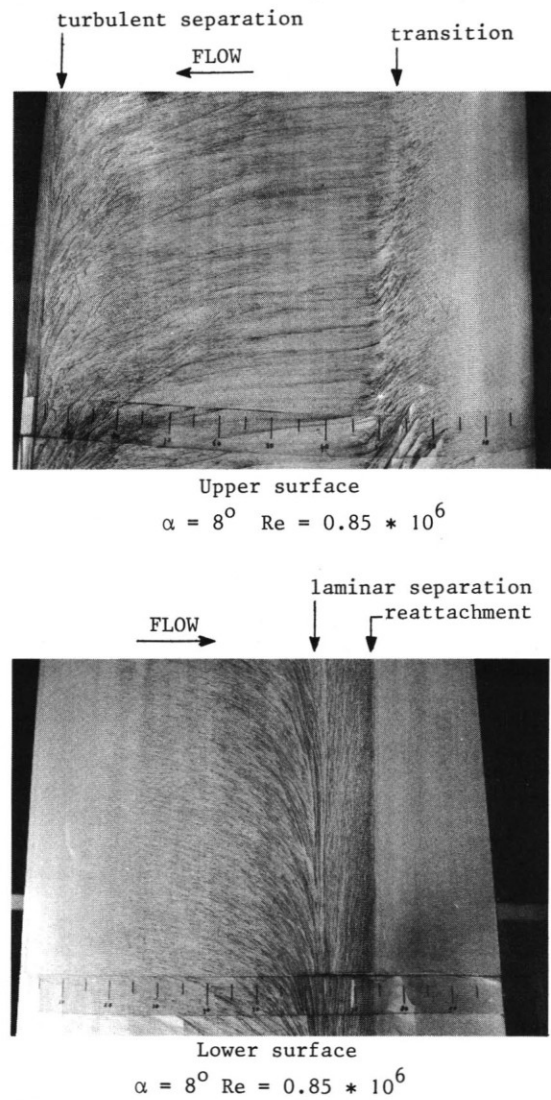 turbulent separation
FLOW
transition
Upper surface
α = 8° Re = 0.85 * 10⁶
laminar separation
reattachment
FLOW
Lower surface
α = 8° Re = 0.85 * 10⁶